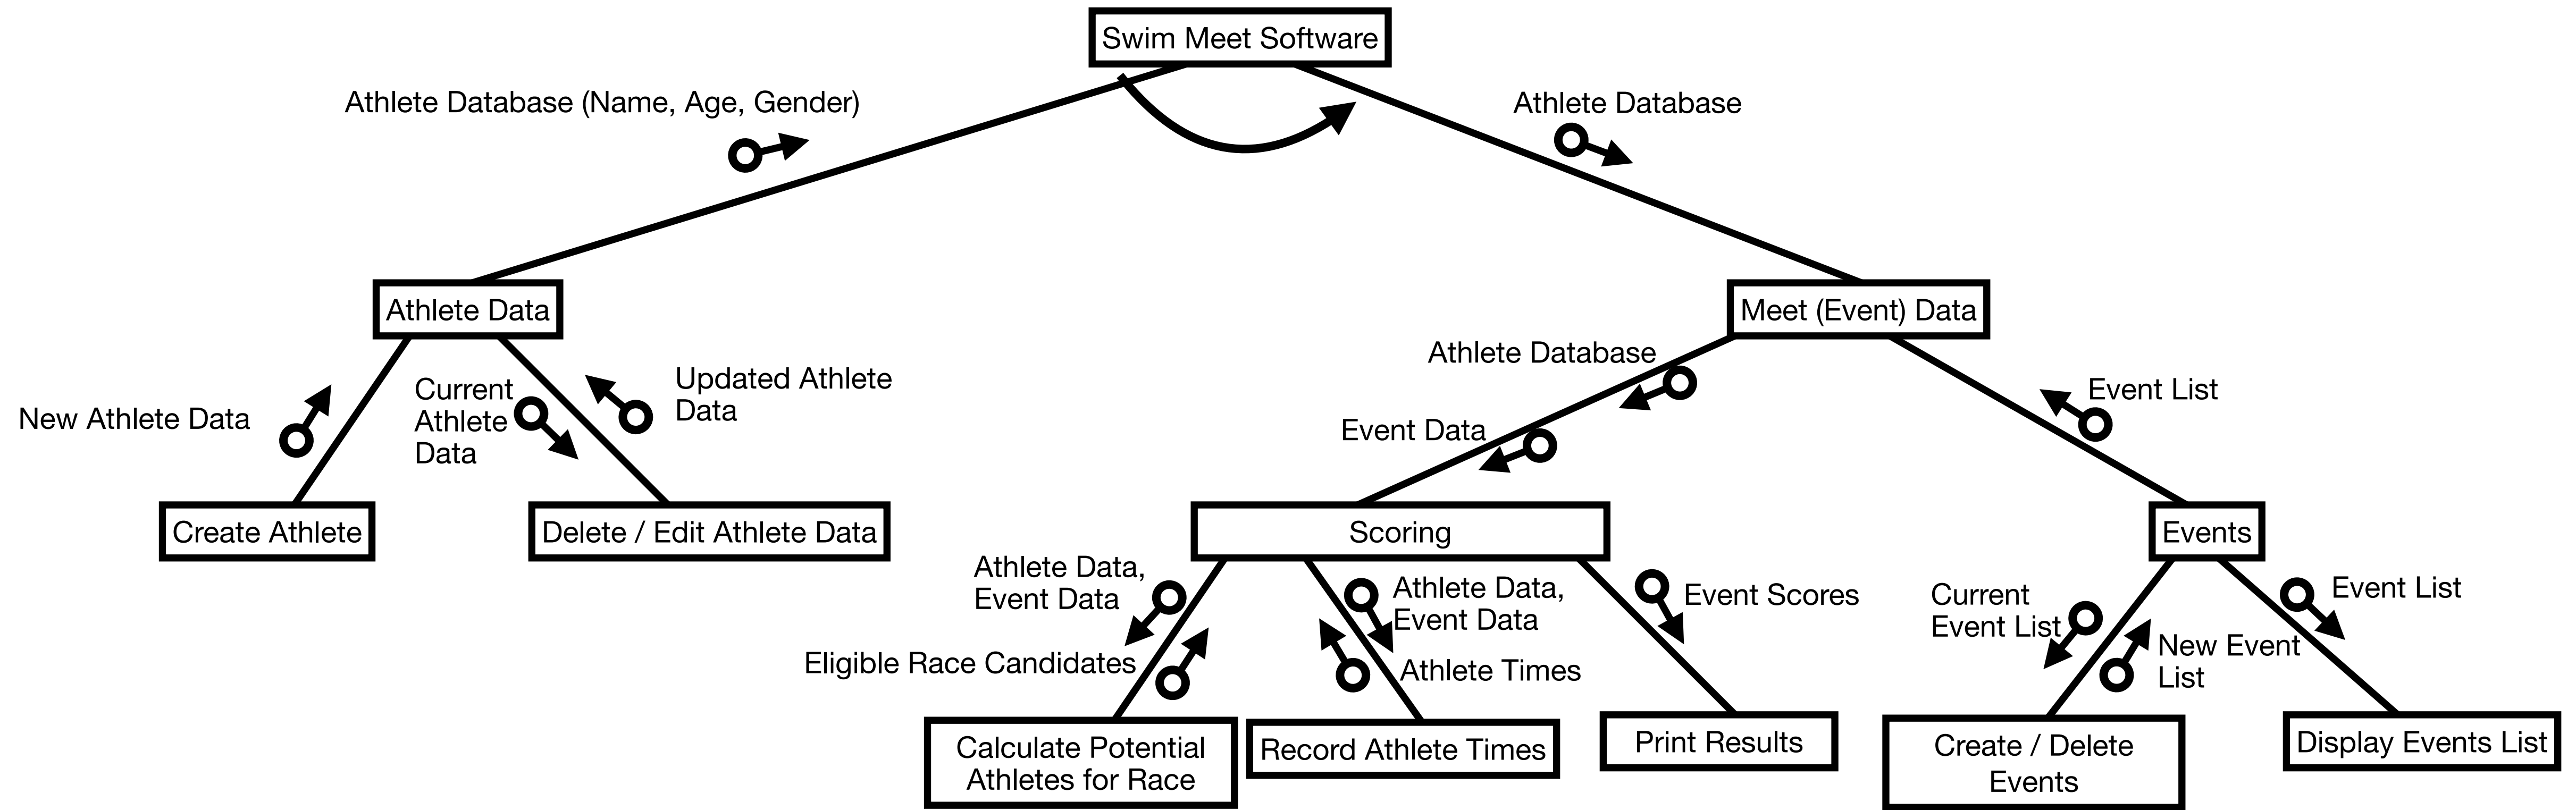 Swim Meet Software
Athlete Database (Name, Age, Gender)
Athlete Database
Athlete Data
Meet (Event) Data
New Athlete Data
Current
Athlete
Data
Updated Athlete
Data
Athlete Database
Event Data
Event List
Create Athlete
Delete / Edit Athlete Data
Scoring
Events
Athlete Data,
Event Data
Eligible Race Candidates
Athlete Data,
Event Data
Athlete Times
Event Scores
Current
Event List
New Event
List
Event List
Calculate Potential
Athletes for Race
Record Athlete Times
Print Results
Create / Delete
Events
Display Events List